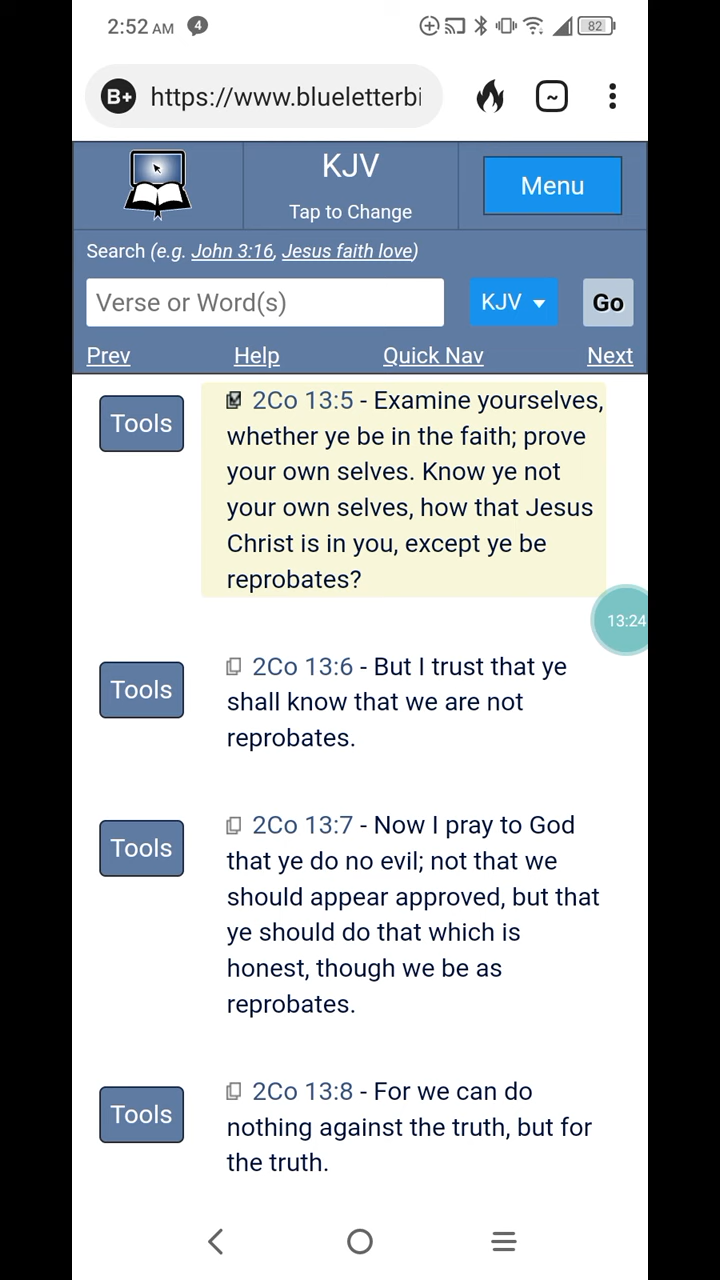 2:52 AM 4 82
B+ https://www.blueletterbi ~
KJV
Tap to Change
Menu
Search (e.g. John 3:16, Jesus faith love)
Verse or Word(s) KJV Go
Prev Help Quick Nav Next
Tools
2Co 13:5 - Examine yourselves,
whether ye be in the faith; prove
your own selves. Know ye not
your own selves, how that Jesus
Christ is in you, except ye be
reprobates?
13:24
Tools
2Co 13:6 - But I trust that ye
shall know that we are not
reprobates.
Tools
2Co 13:7 - Now I pray to God
that ye do no evil; not that we
should appear approved, but that
ye should do that which is
honest, though we be as
reprobates.
Tools
2Co 13:8 - For we can do
nothing against the truth, but for
the truth.